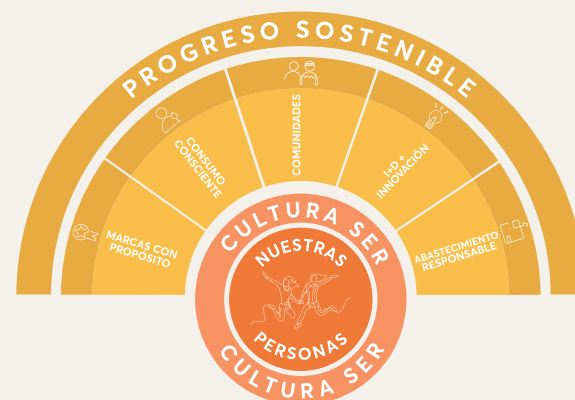 PROGRESO SOSTENIBLE
MARCAS CON
PROPÓSITO
CONSUMO
CONSCIENTE
COMUNIDADES
I+D +
INNOVACIÓN
ABASTECIMIENTO
RESPONSABLE
CULTURA SER
NUESTRAS
PERSONAS
CULTURA SER